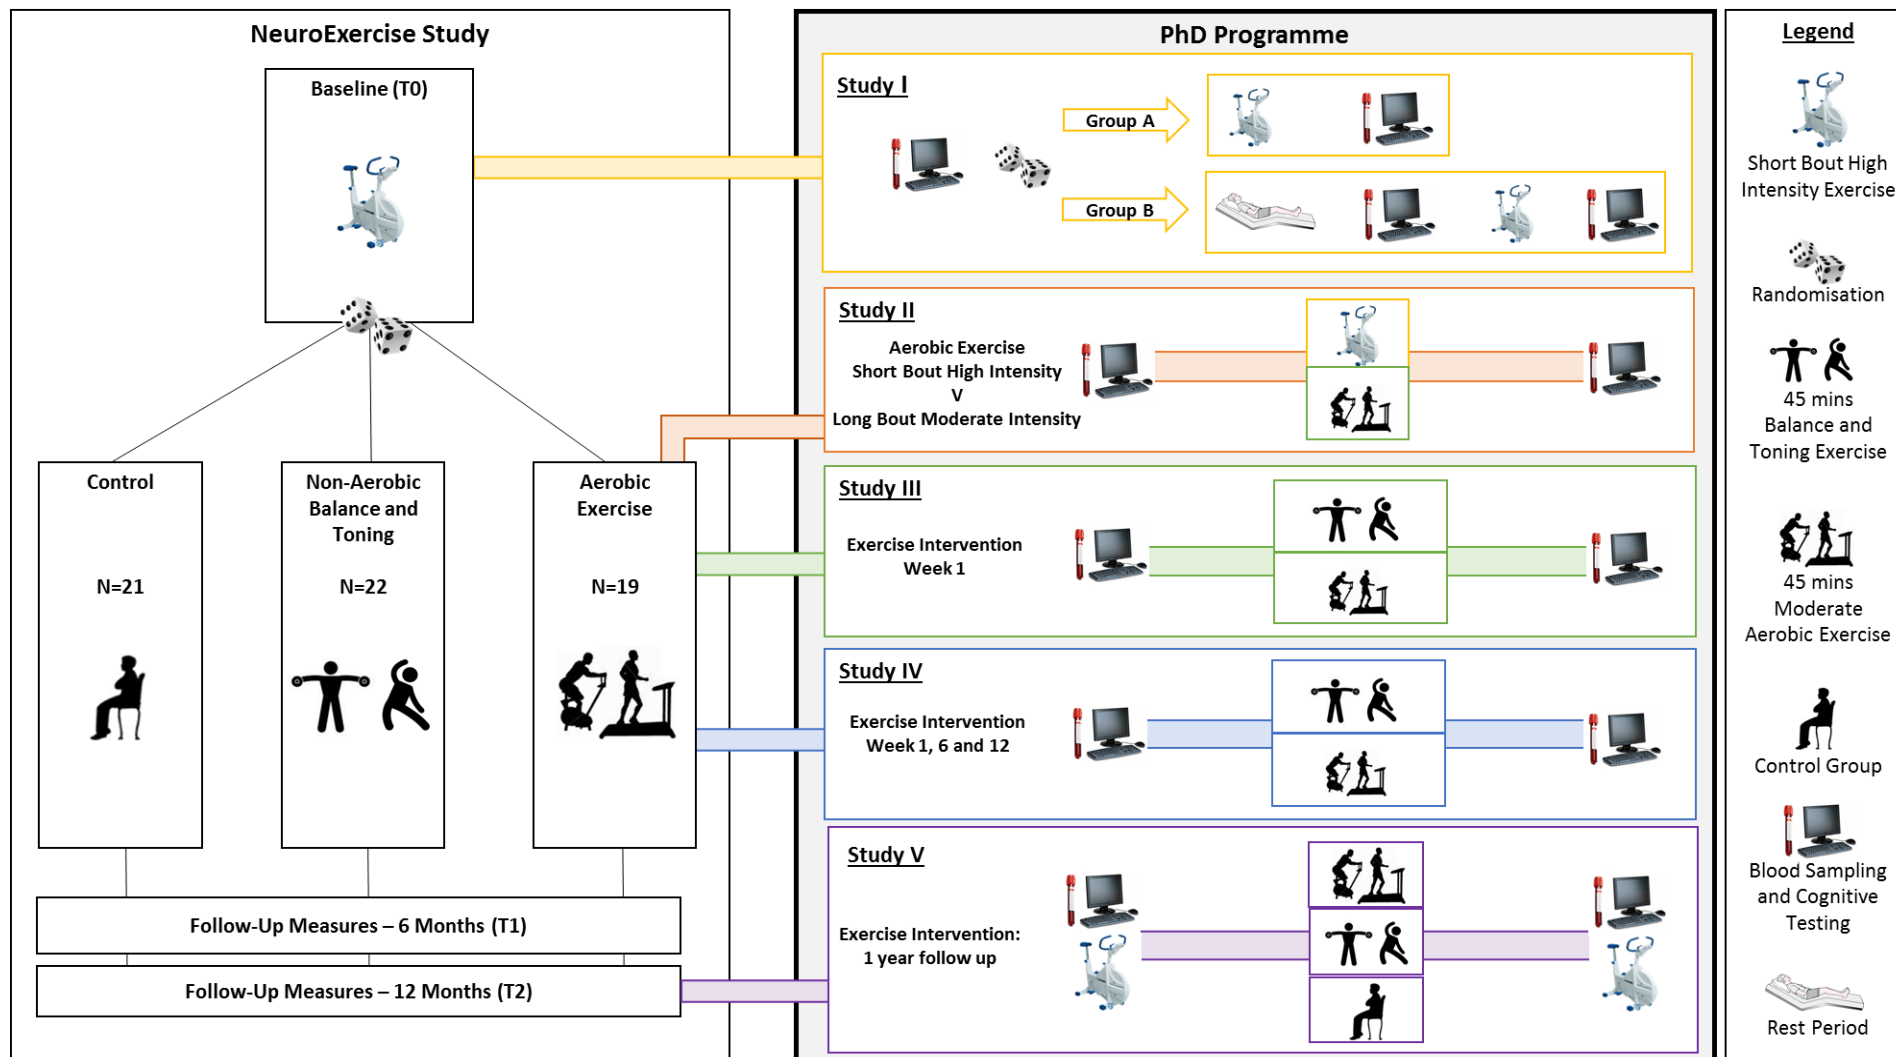 NeuroExercise Study
Baseline (T0)
Control
N=21
Non-Aerobic
Balance and
Toning
N=22
Aerobic
Exercise
N=19
Follow-Up Measures – 6 Months (T1)
Follow-Up Measures – 12 Months (T2)
PhD Programme
Study I
Group A
Group B
Study II
Aerobic Exercise
Short Bout High Intensity
V
Long Bout Moderate Intensity
Study III
Exercise Intervention
Week 1
Study IV
Exercise Intervention
Week 1, 6 and 12
Study V
Exercise Intervention:
1 year follow up
Legend
Short Bout High
Intensity Exercise
Randomisation
45 mins
Balance and
Toning Exercise
45 mins
Moderate
Aerobic Exercise
Control Group
Blood Sampling
and Cognitive
Testing
Rest Period